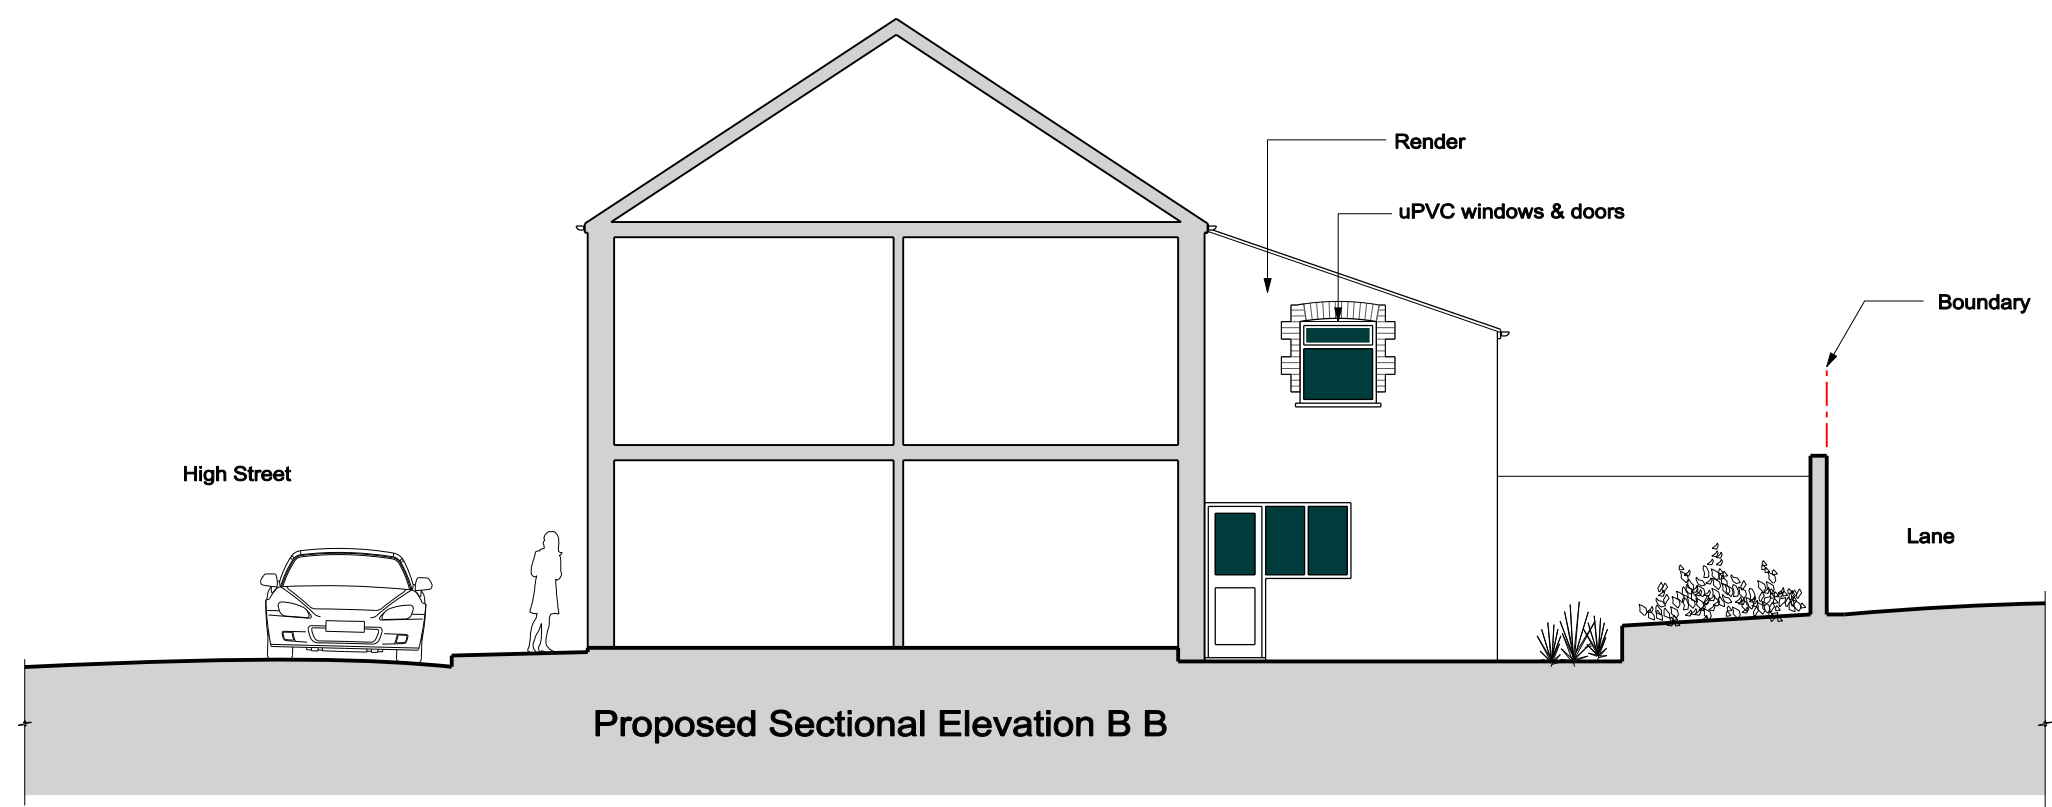 Render
uPVC windows & doors
Boundary
High Street
Lane
Proposed Sectional Elevation B B